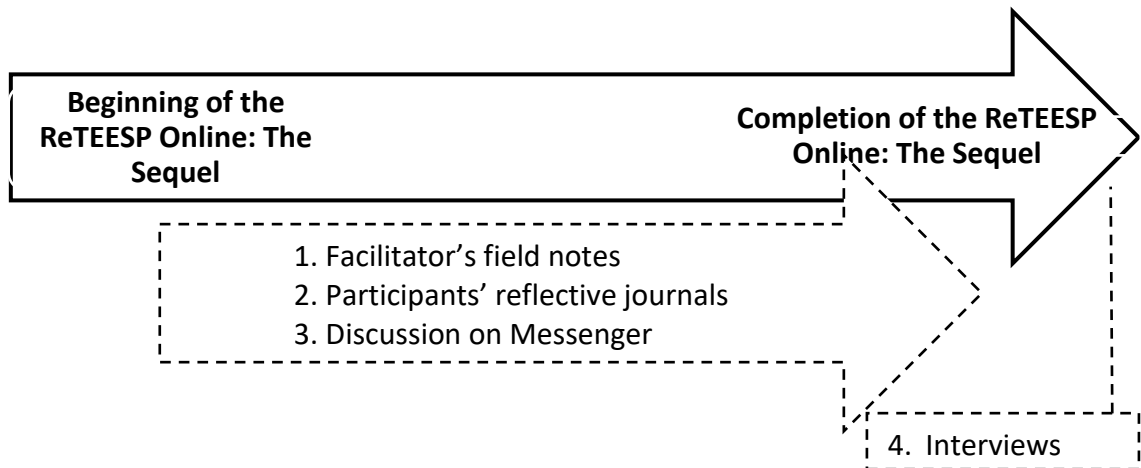 Beginning of the
ReTEESP Online: The
Sequel
Completion of the ReTEESP
Online: The Sequel
1. Facilitator’s field notes
2. Participants’ reflective journals
3. Discussion on Messenger
4. Interviews